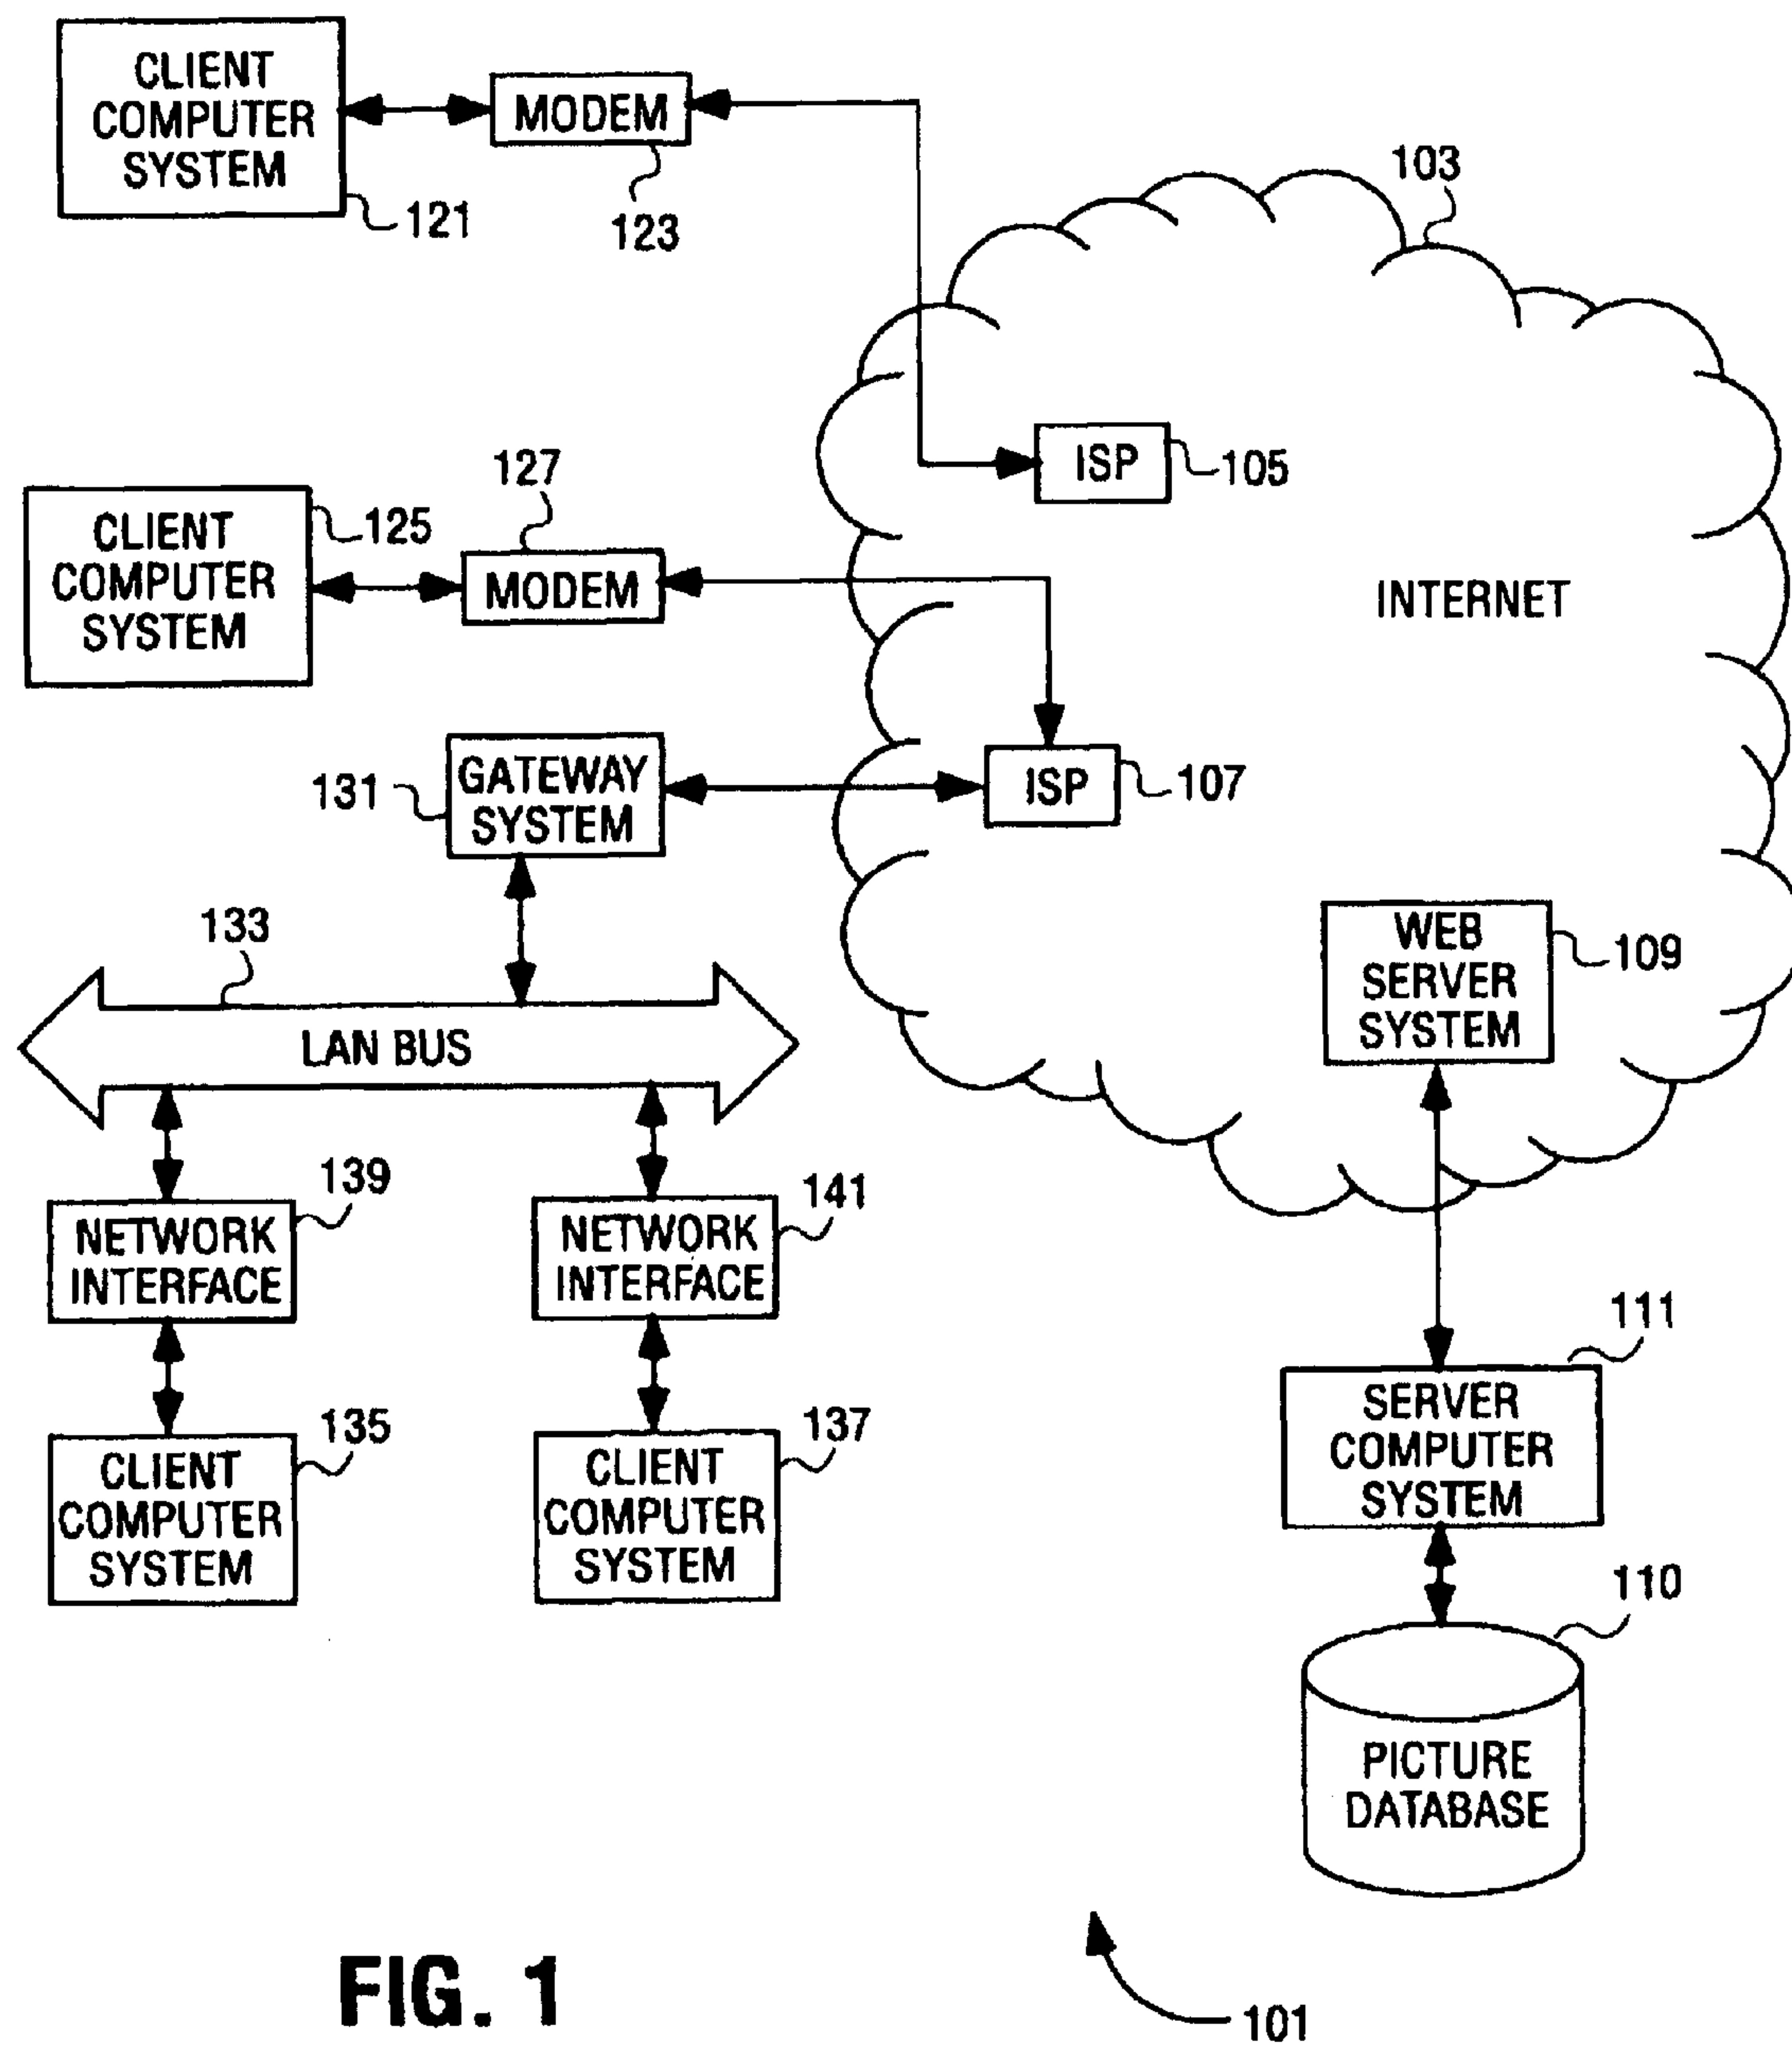 CLIENT
COMPUTER
SYSTEM
121
MODEM
123
103
ISP
105
INTERNET
CLIENT
COMPUTER
SYSTEM
125
127
MODEM
GATEWAY
SYSTEM
131
ISP
107
WEB
SERVER
SYSTEM
109
133
LAN BUS
NETWORK
INTERFACE
139
NETWORK
INTERFACE
141
CLIENT
COMPUTER
SYSTEM
135
CLIENT
COMPUTER
SYSTEM
137
111
SERVER
COMPUTER
SYSTEM
110
PICTURE
DATABASE
FIG. 1
101